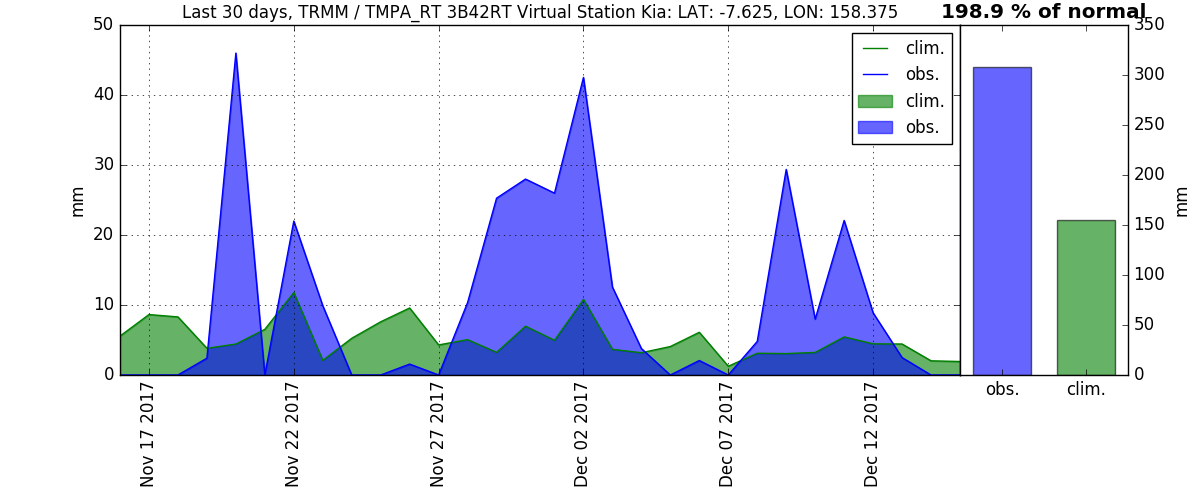 Last 30 days, TRMM / TMPA_RT 3B42RT Virtual Station Kia: LAT: -7.625, LON: 158.375
198.9 % of normal
50
40
30
20
10
0
mm
clim.
obs.
clim.
obs.
350
300
250
200
150
100
50
0
mm
Nov 17 2017
Nov 22 2017
Nov 27 2017
Dec 02 2017
Dec 07 2017
Dec 12 2017
obs.
clim.